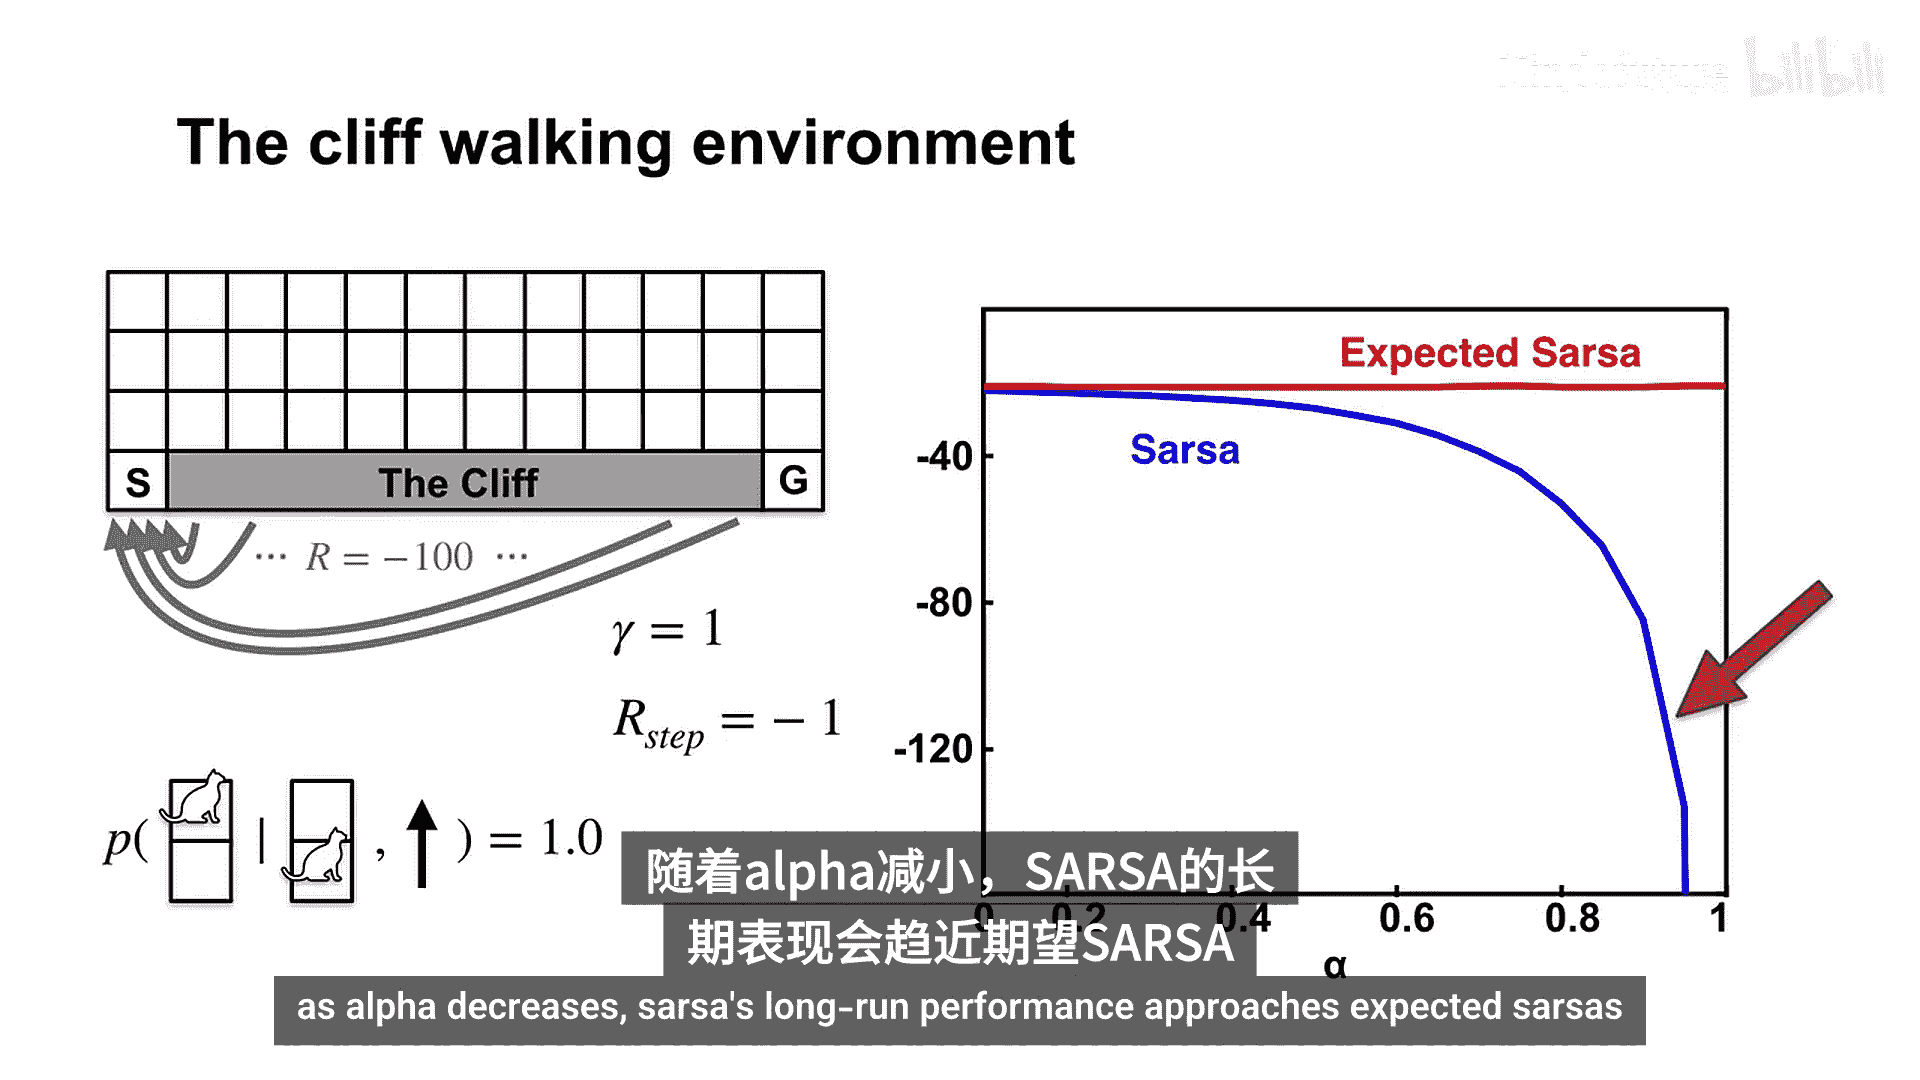 bilibili
The cliff walking environment
S
The Cliff
G
··· R = −100 ···
γ = 1
R_step = − 1
p( | , ) = 1.0
Expected Sarsa
Sarsa
-40
-80
-120
0 0.2 0.4 0.6 0.8 1
α
随着alpha减小，SARSA的长
期表现会趋近期望SARSA
as alpha decreases, sarsa's long-run performance approaches expected sarsas